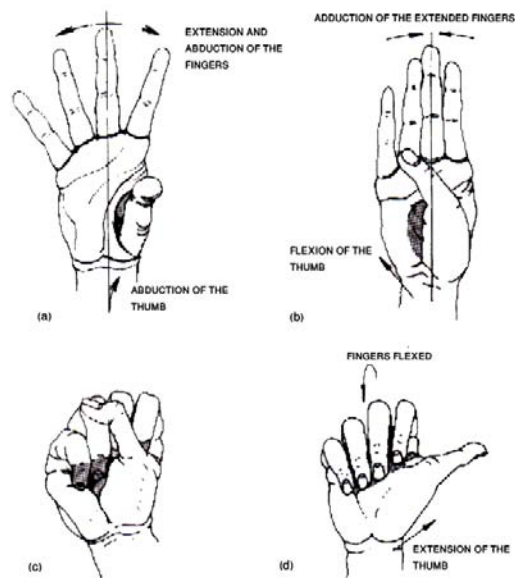 EXTENSION AND
ABDUCTION OF THE
FINGERS
ABDUCTION OF THE
THUMB
(a)
ADDUCTION OF THE EXTENDED FINGERS
FLEXION OF THE
THUMB
(b)
(c)
FINGERS FLEXED
EXTENSION OF THE
THUMB
(d)